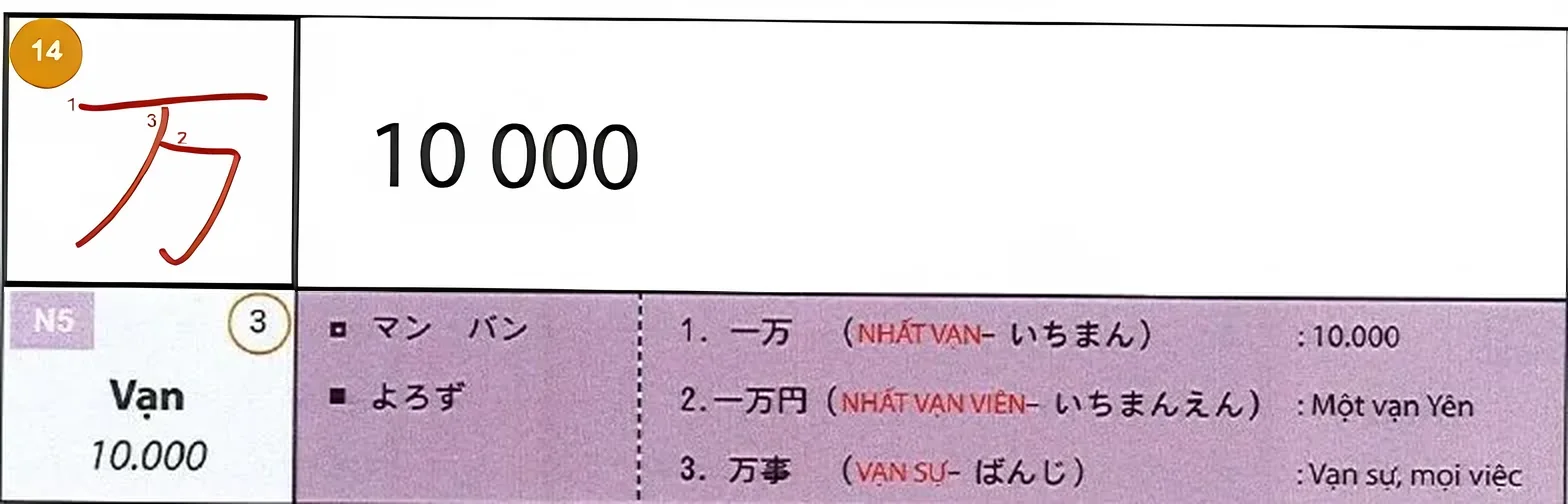 14
万
1
3
2
10 000
N5
3
Vạn
10.000
マン バン
よろず
1. 一万 (NHẤT VẠN– いちまん) : 10.000
2. 一万円 (NHẤT VẠN VIÊN– いちまんえん) : Một vạn Yên
3. 万事 (VẠN SỰ– ばんじ) : Vạn sự, mọi việc